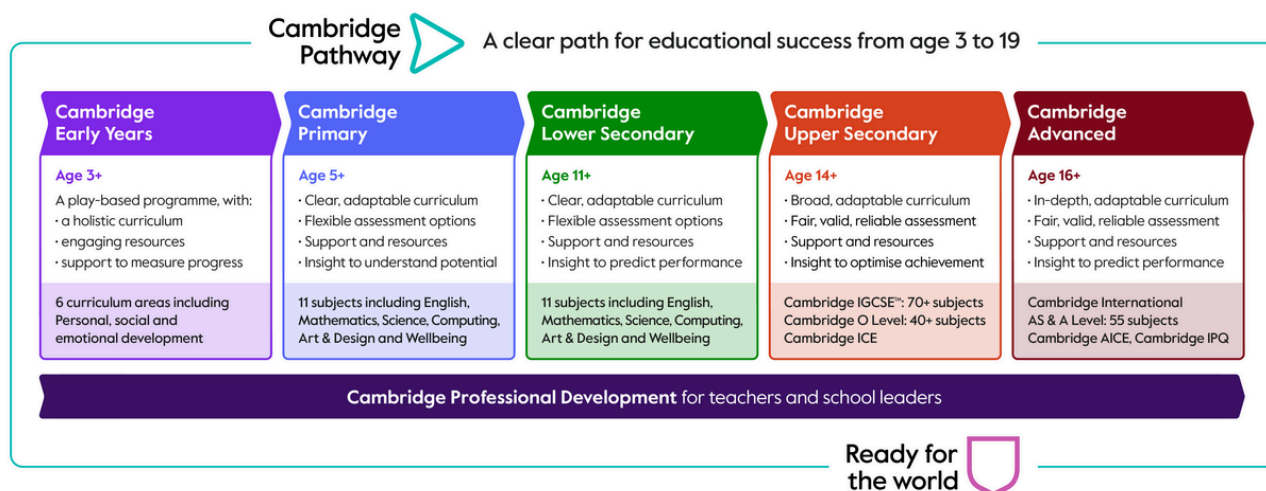 Cambridge
Pathway
A clear path for educational success from age 3 to 19
Cambridge
Early Years
Age 3+
A play-based programme, with:
· a holistic curriculum
· engaging resources
· support to measure progress
6 curriculum areas including
Personal, social and
emotional development
Cambridge
Primary
Age 5+
· Clear, adaptable curriculum
· Flexible assessment options
· Support and resources
· Insight to understand potential
11 subjects including English,
Mathematics, Science, Computing,
Art & Design and Wellbeing
Cambridge
Lower Secondary
Age 11+
· Clear, adaptable curriculum
· Flexible assessment options
· Support and resources
· Insight to predict performance
11 subjects including English,
Mathematics, Science, Computing,
Art & Design and Wellbeing
Cambridge
Upper Secondary
Age 14+
· Broad, adaptable curriculum
· Fair, valid, reliable assessment
· Support and resources
· Insight to optimise achievement
Cambridge IGCSE™: 70+ subjects
Cambridge O Level: 40+ subjects
Cambridge ICE
Cambridge
Advanced
Age 16+
· In-depth, adaptable curriculum
· Fair, valid, reliable assessment
· Support and resources
· Insight to predict performance
Cambridge International
AS & A Level: 55 subjects
Cambridge AICE, Cambridge IPQ
Cambridge Professional Development for teachers and school leaders
Ready for
the world